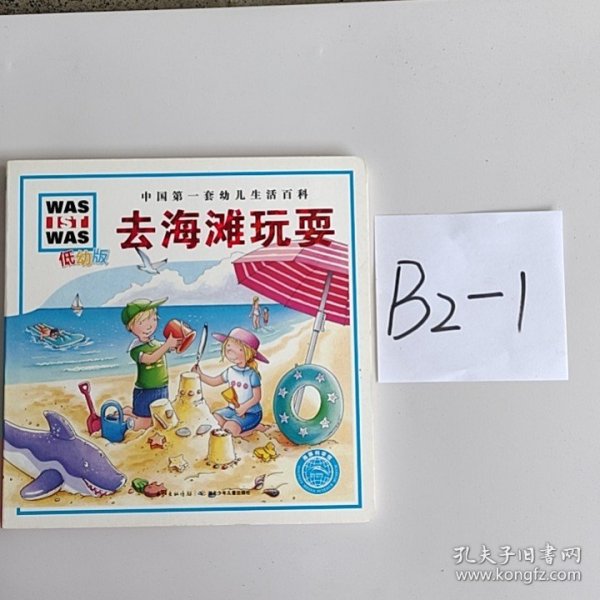 中国第一套幼儿生活百科
WAS
IST
WAS
低幼版
去海滩玩耍
B2-1
孔夫子旧书网
www.kongfz.com